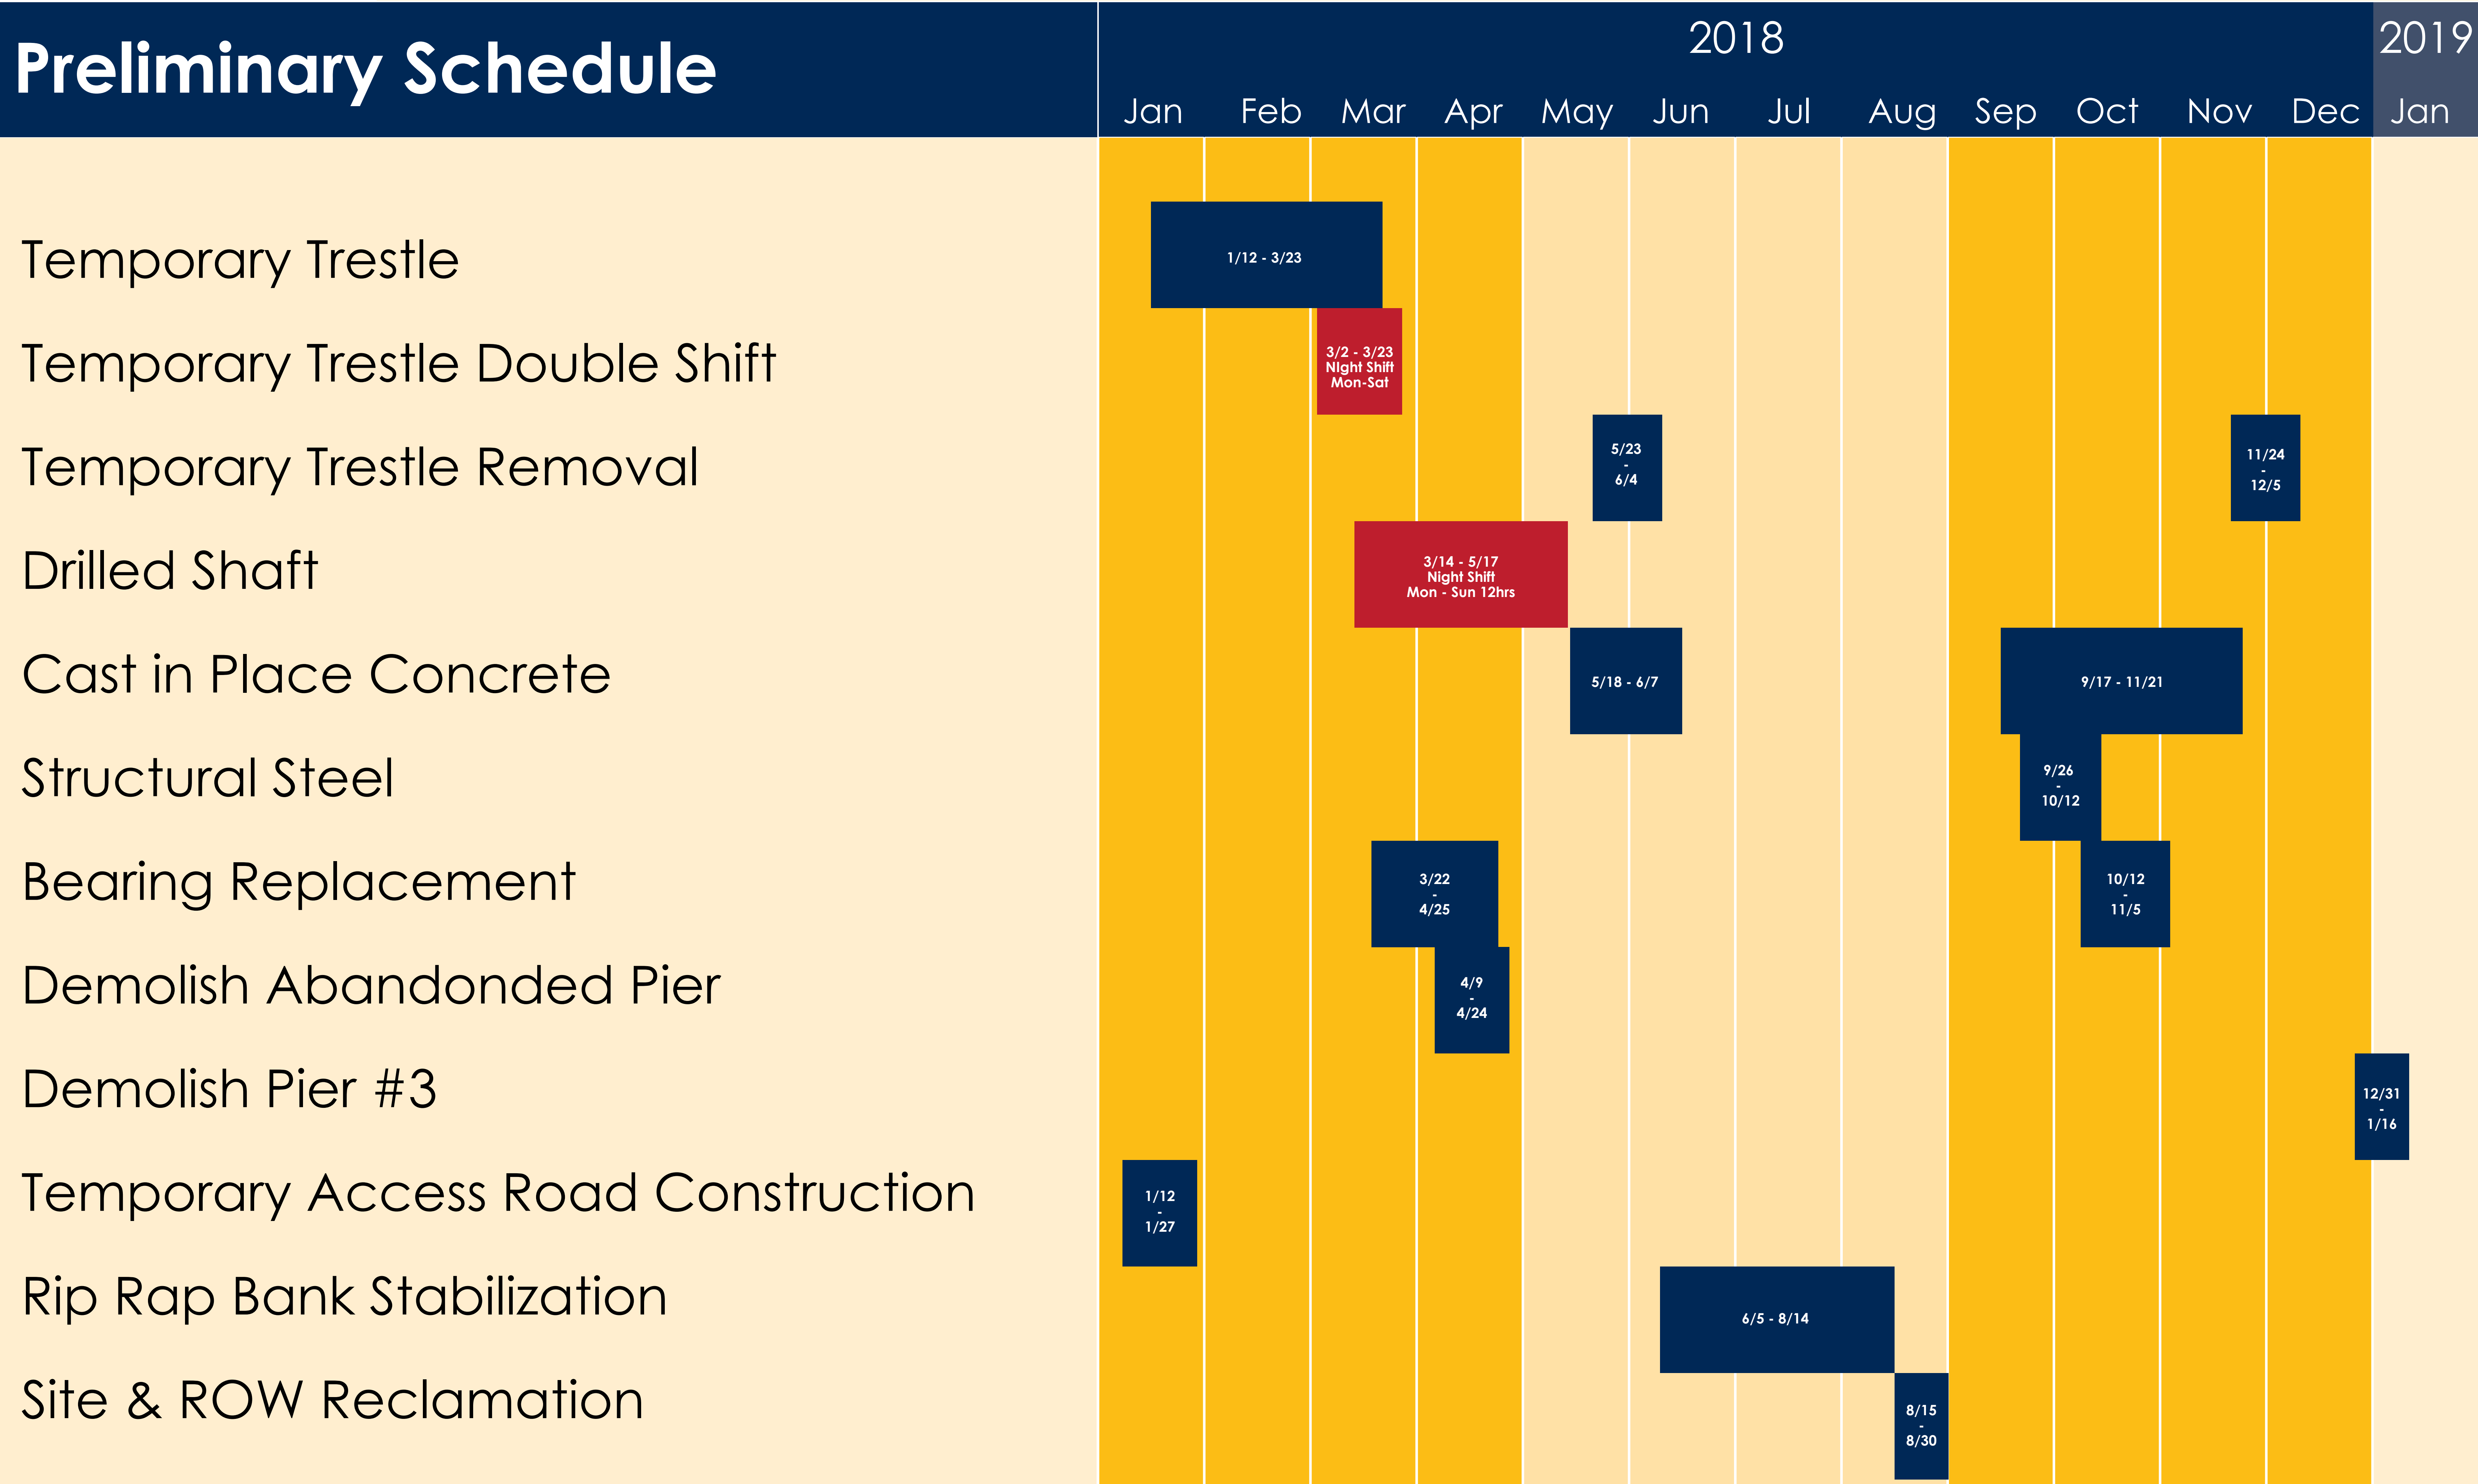 Preliminary Schedule
2018
2019
Jan Feb Mar Apr May Jun Jul Aug Sep Oct Nov Dec Jan
Temporary Trestle
1/12 - 3/23
Temporary Trestle Double Shift
3/2 - 3/23
NIght Shift
Mon-Sat
Temporary Trestle Removal
5/23
-
6/4
11/24
-
12/5
Drilled Shaft
3/14 - 5/17
Night Shift
Mon - Sun 12hrs
Cast in Place Concrete
5/18 - 6/7
9/17 - 11/21
Structural Steel
9/26
-
10/12
Bearing Replacement
3/22
-
4/25
10/12
-
11/5
Demolish Abandonded Pier
4/9
-
4/24
Demolish Pier #3
12/31
-
1/16
Temporary Access Road Construction
1/12
-
1/27
Rip Rap Bank Stabilization
6/5 - 8/14
Site & ROW Reclamation
8/15
-
8/30